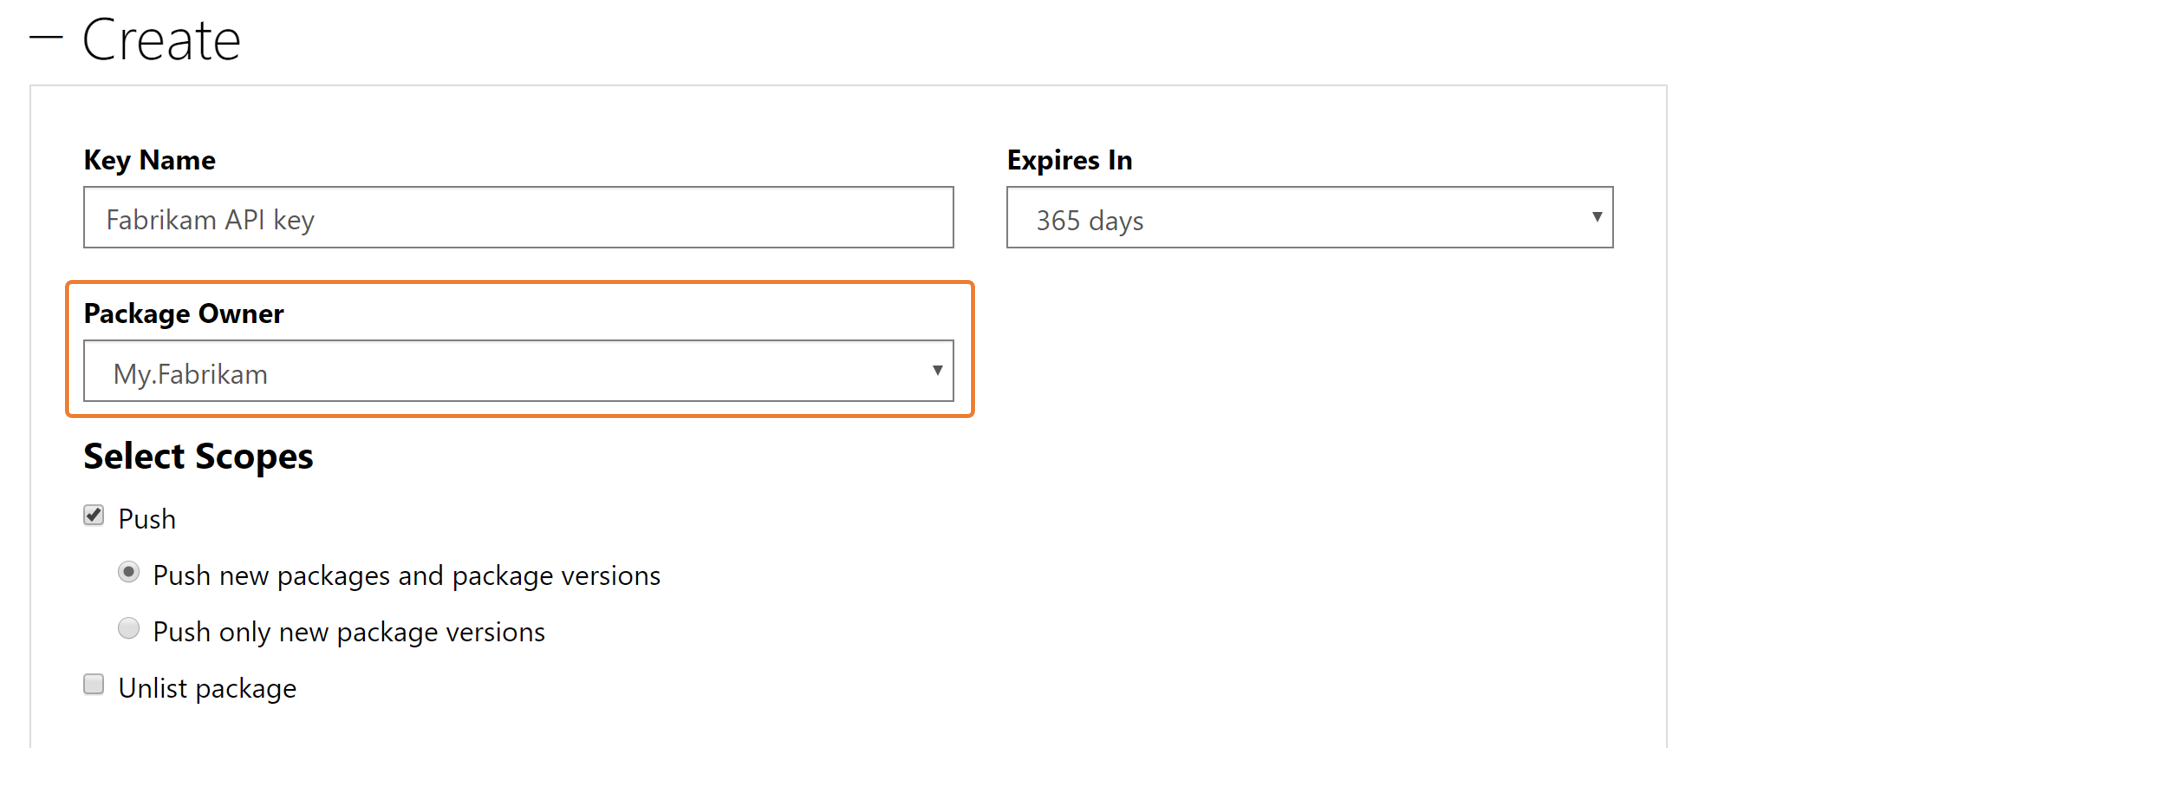 Create
Key Name
Expires In
Fabrikam API key
365 days
Package Owner
My.Fabrikam
Select Scopes
Push
Push new packages and package versions
Push only new package versions
Unlist package